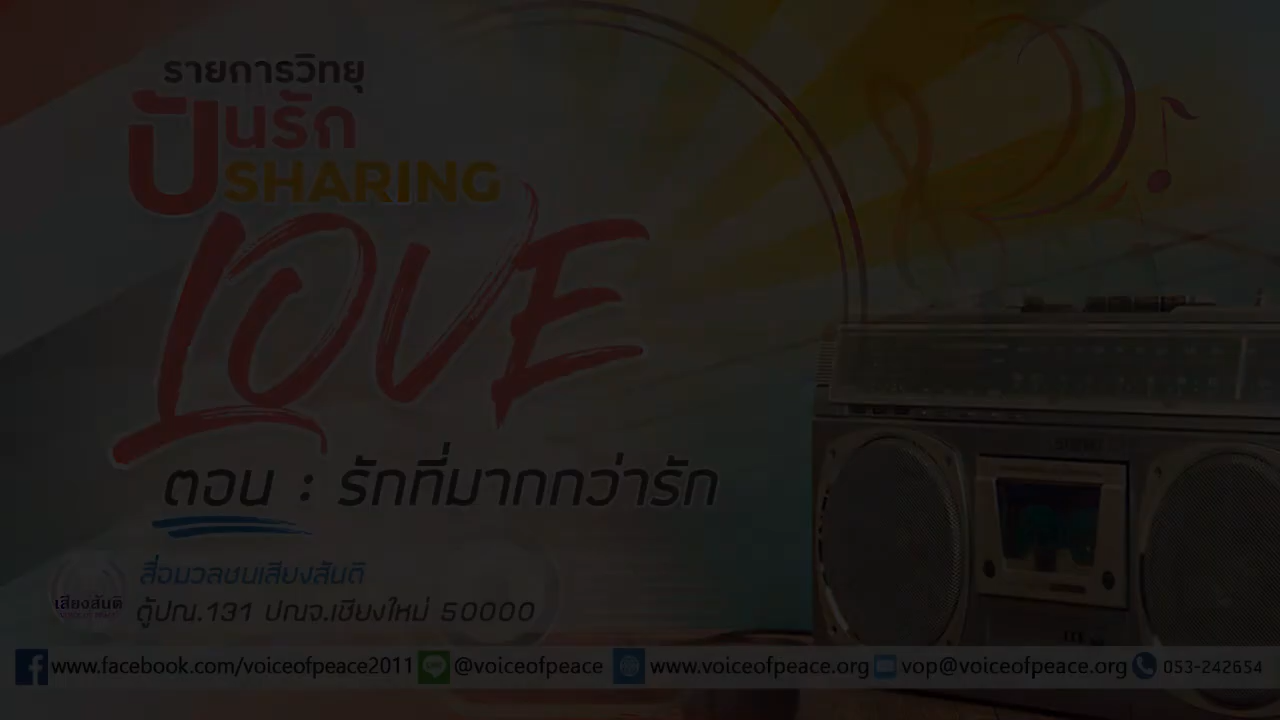 รายการวิทยุ
ปันรัก
SHARING
LOVE
ตอน : รักที่มากกว่ารัก
สื่อมวลชนเสียงสันติ
เสียงสันติ
ตู้ปณ.131 ปณจ.เชียงใหม่ 50000
www.facebook.com/voiceofpeace2011 @voiceofpeace www.voiceofpeace.org vop@voiceofpeace.org 053-242654